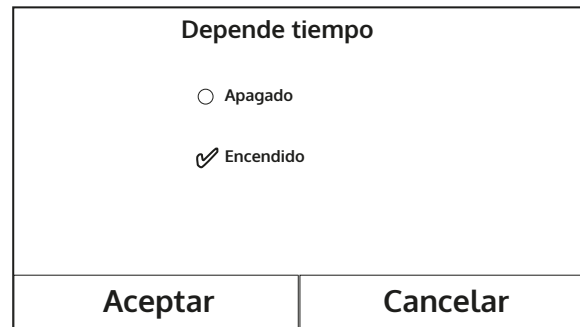 Depende tiempo
Apagado
Encendido
Aceptar
Cancelar